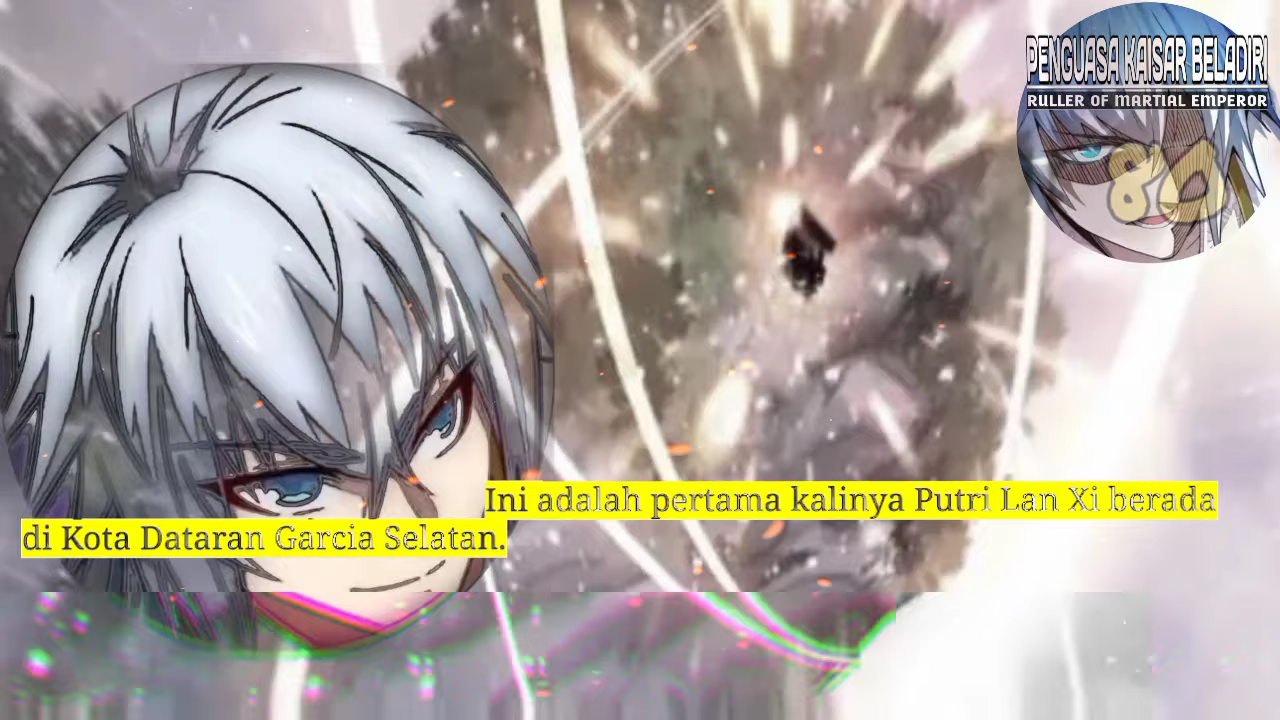 PENGUASA KAISAR BELADIRI
RULLER OF MARTIAL EMPEROR
Ini adalah pertama kalinya Putri Lan Xi berada
di Kota Dataran Garcia Selatan.